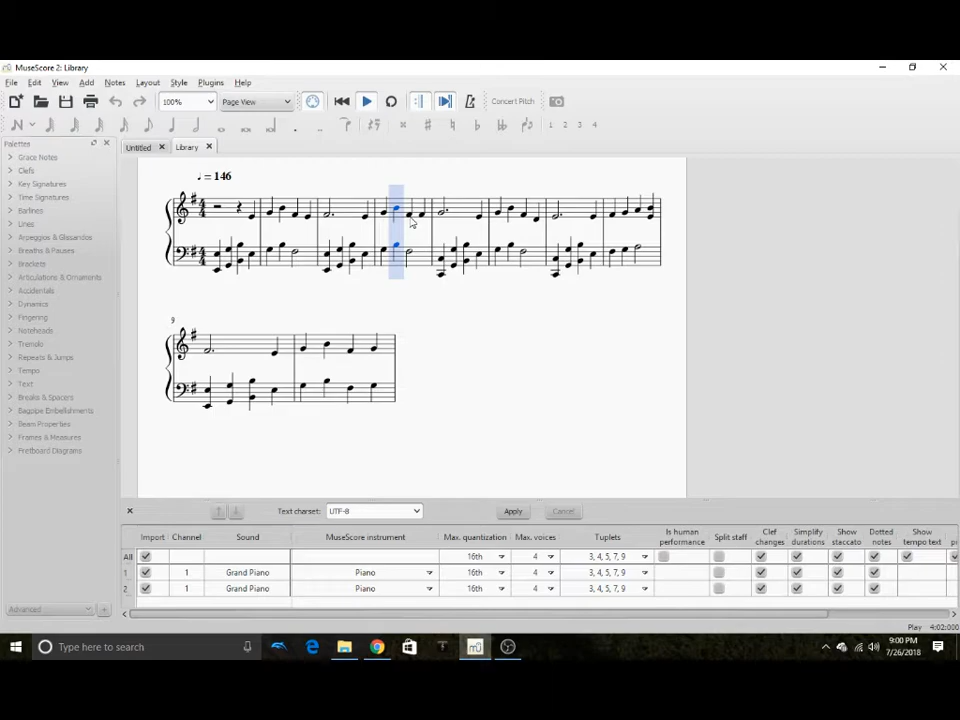 MuseScore 2: Library
File Edit View Add Notes Layout Style Plugins Help
100% Page View Concert Pitch
1 2 3 4
Palettes
Untitled Library
Grace Notes
Clefs
Key Signatures
Time Signatures
Barlines
Lines
Arpeggios & Glissandos
Breaths & Pauses
Brackets
Articulations & Ornaments
Accidentals
Dynamics
Fingering
Noteheads
Tremolo
Repeats & Jumps
Tempo
Text
Breaks & Spacers
Bagpipe Embellishments
Beam Properties
Frames & Measures
Fretboard Diagrams
♩ = 146
9
Text charset: UTF-8 Apply Cancel
Import Channel Sound MuseScore instrument Max. quantization Max. voices Tuplets Is human performance Split staff Clef changes Simplify durations Show staccato Dotted notes Show tempo text
All 16th 4 3, 4, 5, 7, 9
1 1 Grand Piano Piano 16th 4 3, 4, 5, 7, 9
2 1 Grand Piano Piano 16th 4 3, 4, 5, 7, 9
Advanced
Play 4:02:000
Type here to search
9:00 PM
7/26/2018